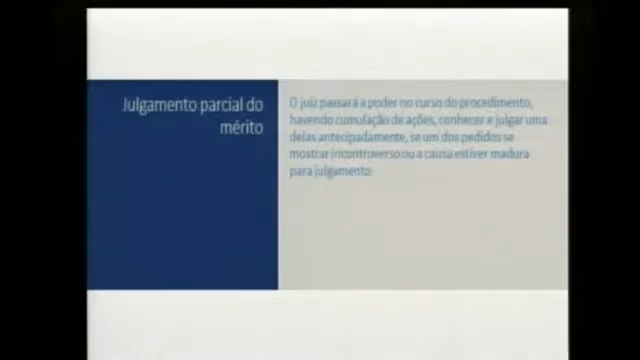 Julgamento parcial do
mérito
O juiz passará a poder no curso do procedimento,
havendo cumulação de ações, conhecer e julgar uma
delas antecipadamente, se um dos pedidos se
mostrar incontroverso ou a causa estiver madura
para julgamento